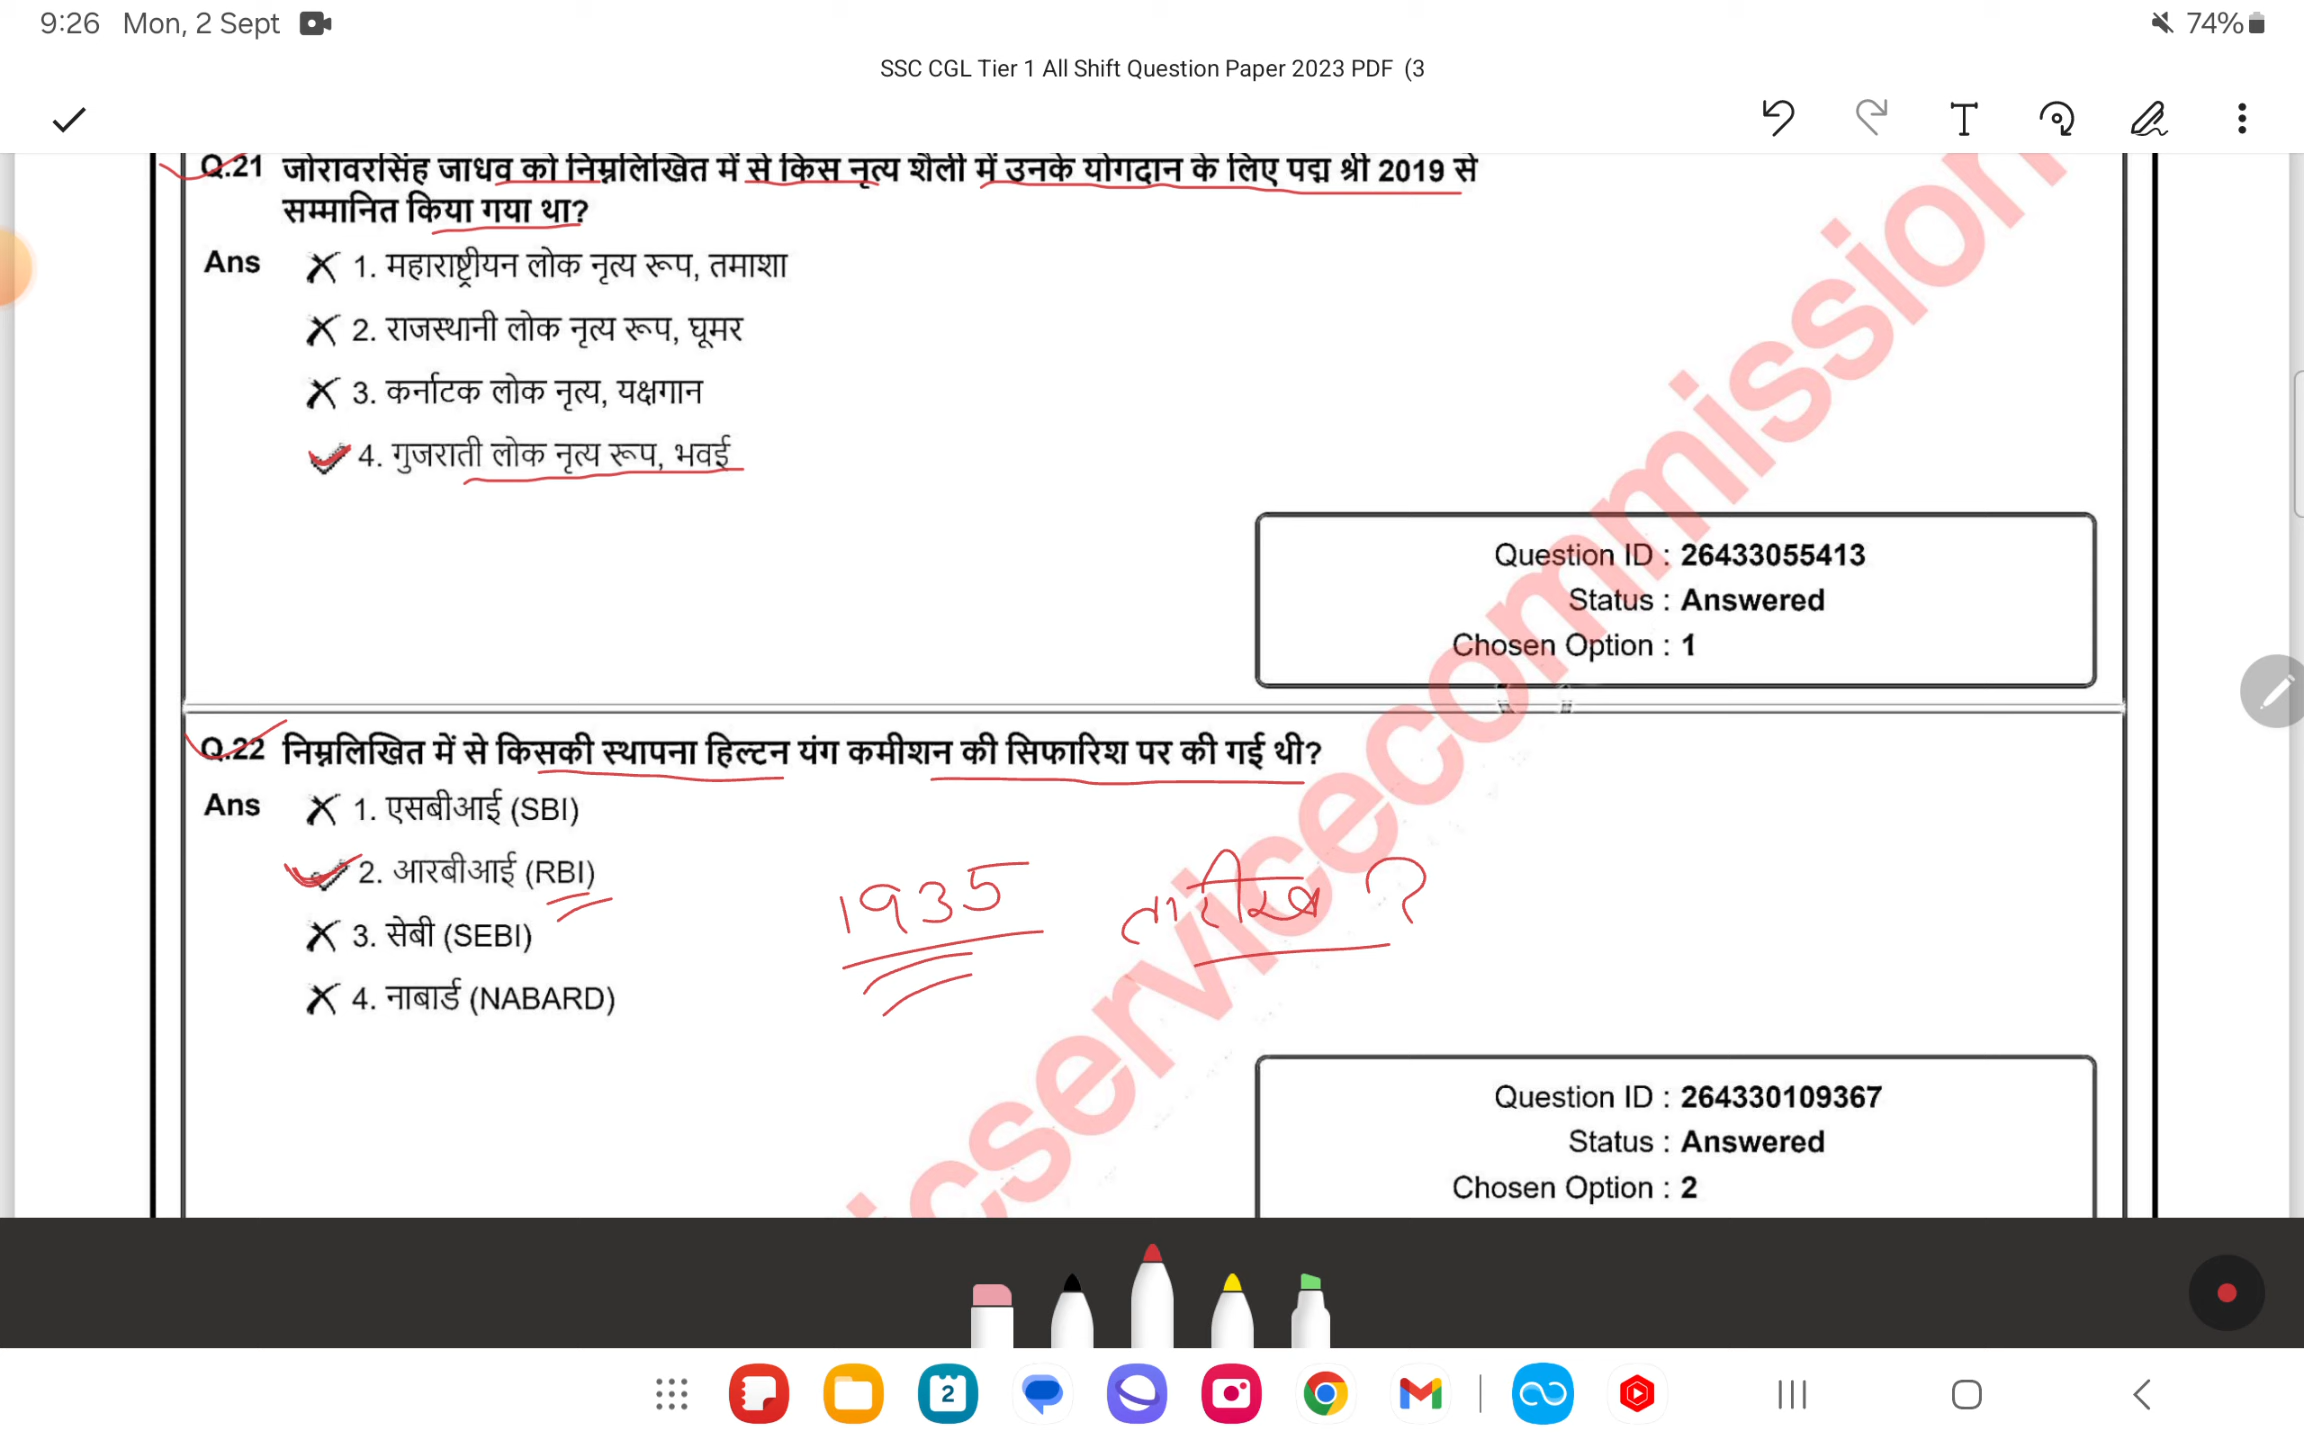 9:26 Mon, 2 Sept 74%
SSC CGL Tier 1 All Shift Question Paper 2023 PDF (3
Q.21 जोरावरसिंह जाधव को निम्नलिखित में से किस नृत्य शैली में उनके योगदान के लिए पद्म श्री 2019 से
सम्मानित किया गया था?
Ans 1. महाराष्ट्रीयन लोक नृत्य रूप, तमाशा
2. राजस्थानी लोक नृत्य रूप, घूमर
3. कर्नाटक लोक नृत्य, यक्षगान
4. गुजराती लोक नृत्य रूप, भवई
Question ID : 26433055413
Status : Answered
Chosen Option : 1
Q.22 निम्नलिखित में से किसकी स्थापना हिल्टन यंग कमीशन की सिफारिश पर की गई थी?
Ans 1. एसबीआई (SBI)
2. आरबीआई (RBI)
3. सेबी (SEBI)
4. नाबार्ड (NABARD)
1935
Question ID : 264330109367
Status : Answered
Chosen Option : 2
icservicecommission
2